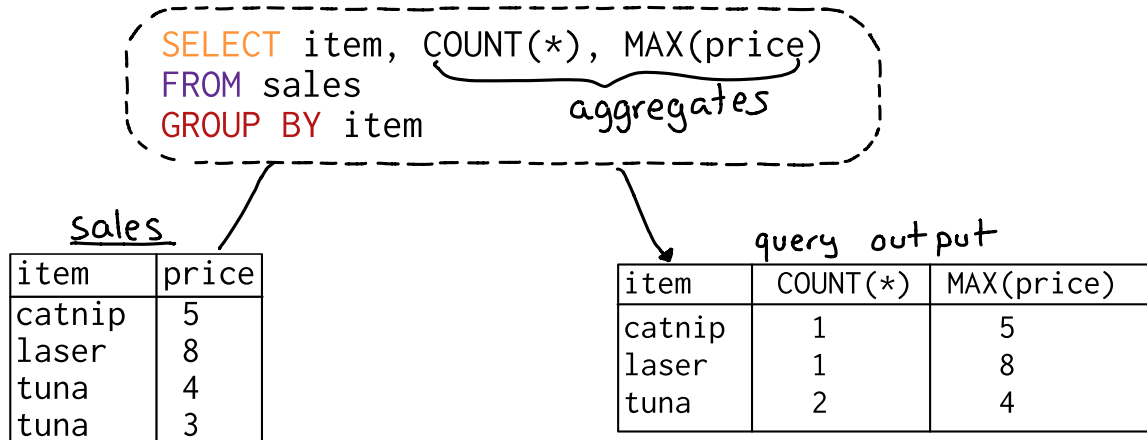 SELECT item, COUNT(*), MAX(price)
FROM sales
aggregates
GROUP BY item
sales
item price
catnip 5
laser 8
tuna 4
tuna 3
query output
item COUNT(*) MAX(price)
catnip 1 5
laser 1 8
tuna 2 4